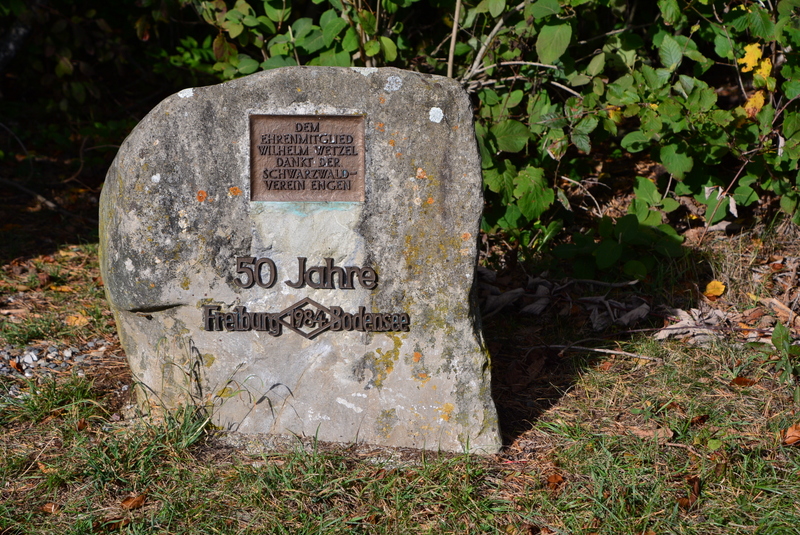 DEM
EHRENMITGLIED
WILHELM WETZEL
DANKT DER
SCHWARZWALD-
VEREIN ENGEN
50 Jahre
Freiburg 1984 Bodensee